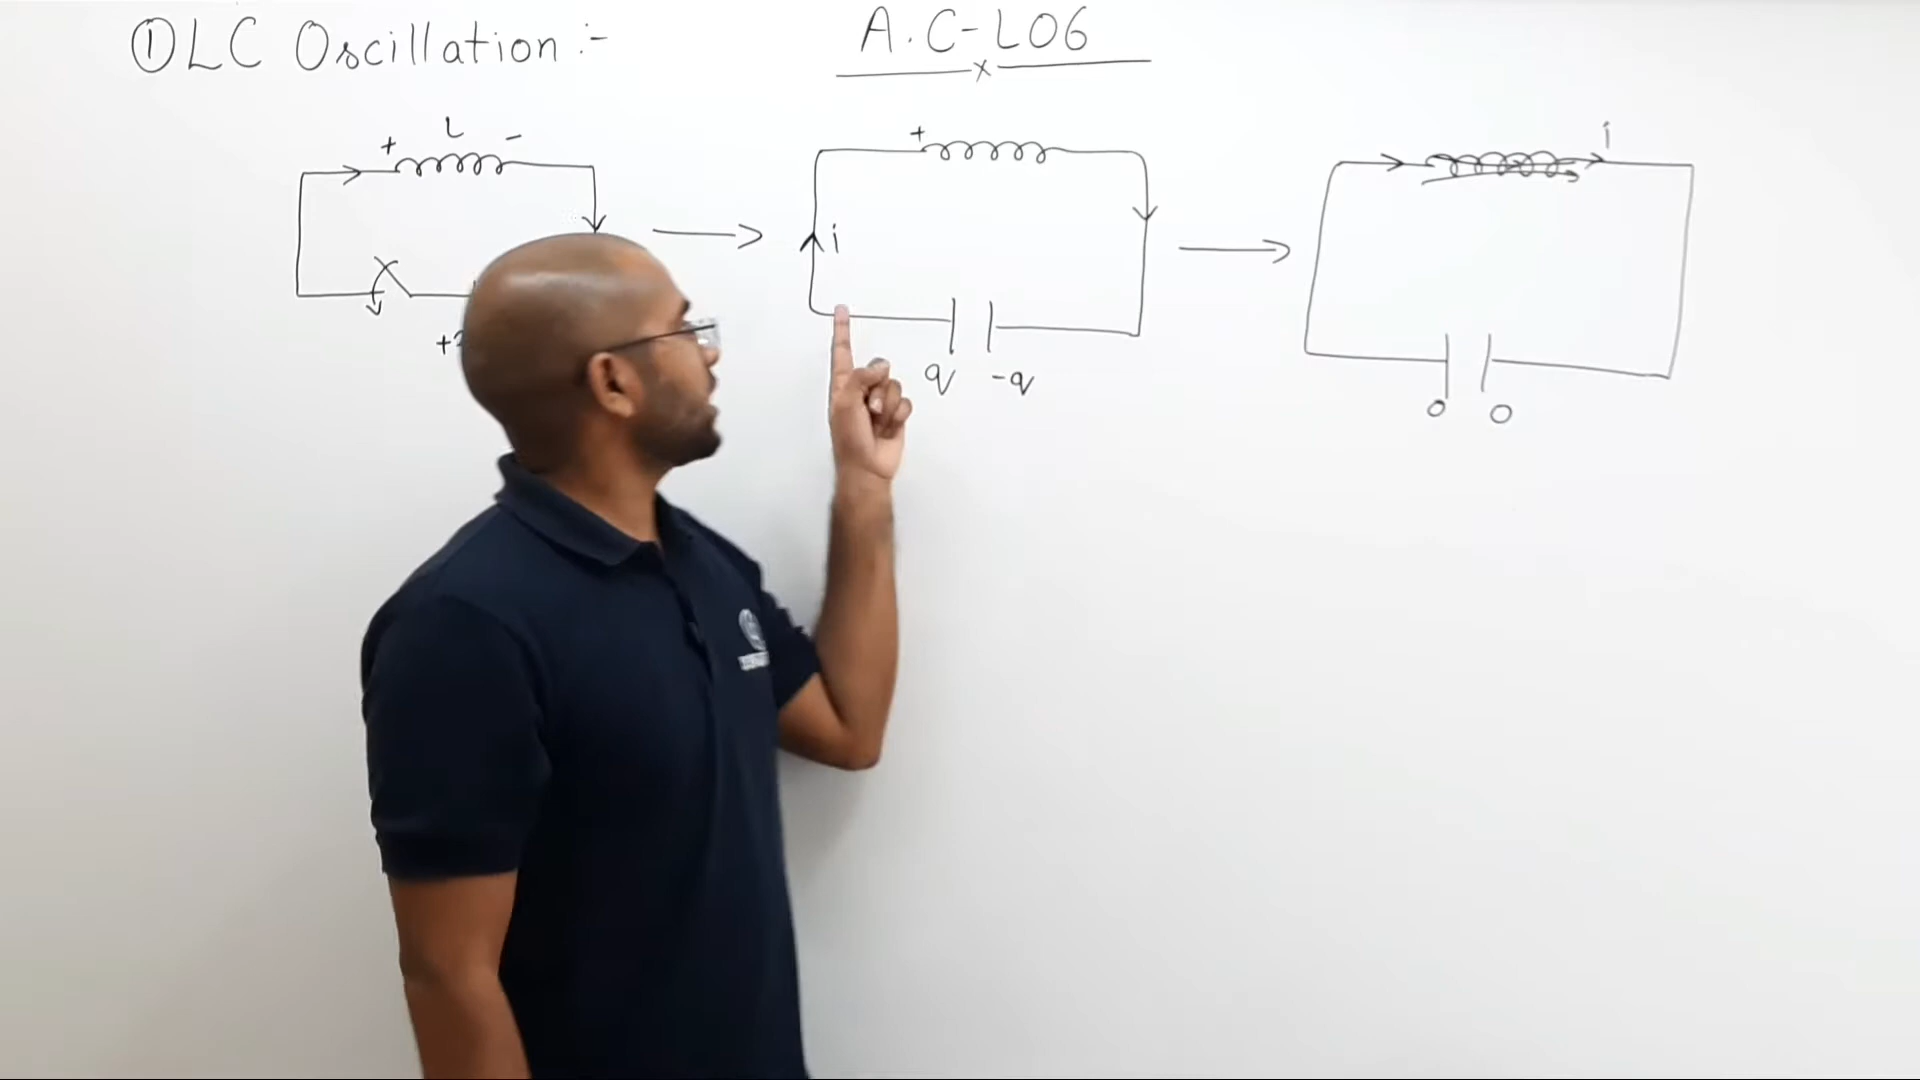 ① LC Oscillation :-
A.C-L06
L
+ -
+
i
+
i
q -q
0 0